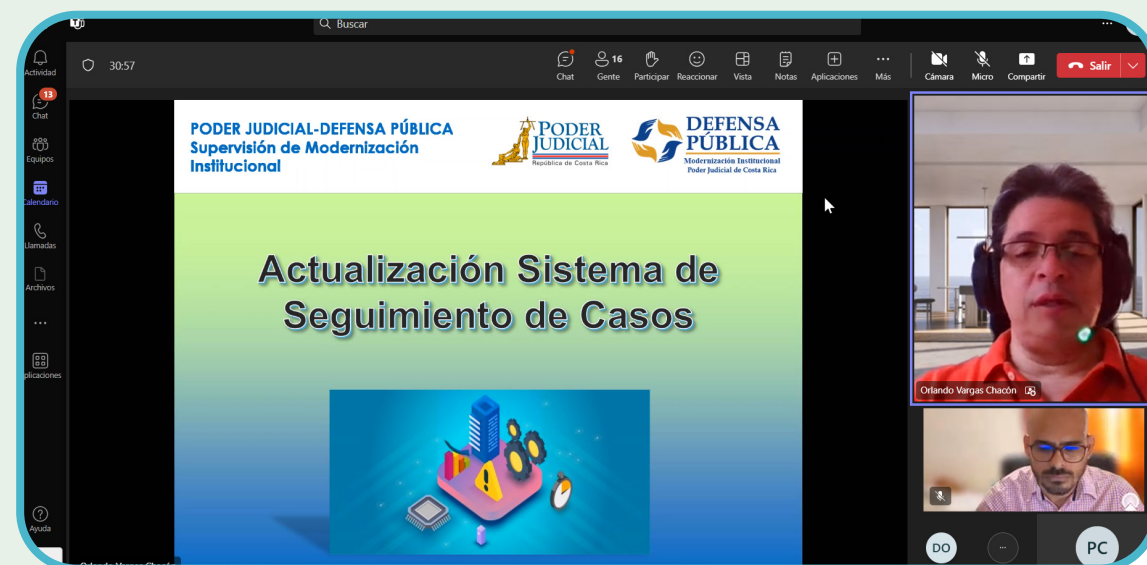 Buscar
30:57
16
Chat
Gente
Participar
Reaccionar
Vista
Notas
Aplicaciones
Más
Cámara
Micro
Compartir
Salir
Actividad
13
Chat
Equipos
Calendario
Llamadas
Archivos
plicaciones
Ayuda
PODER JUDICIAL-DEFENSA PÚBLICA
Supervisión de Modernización
Institucional
PODER
JUDICIAL
República de Costa Rica
DEFENSA
PÚBLICA
Modernización Institucional
Poder Judicial de Costa Rica
Actualización Sistema de
Seguimiento de Casos
Orlando Vargas Chacón
DO
PC
Orlando Vargas Chacón